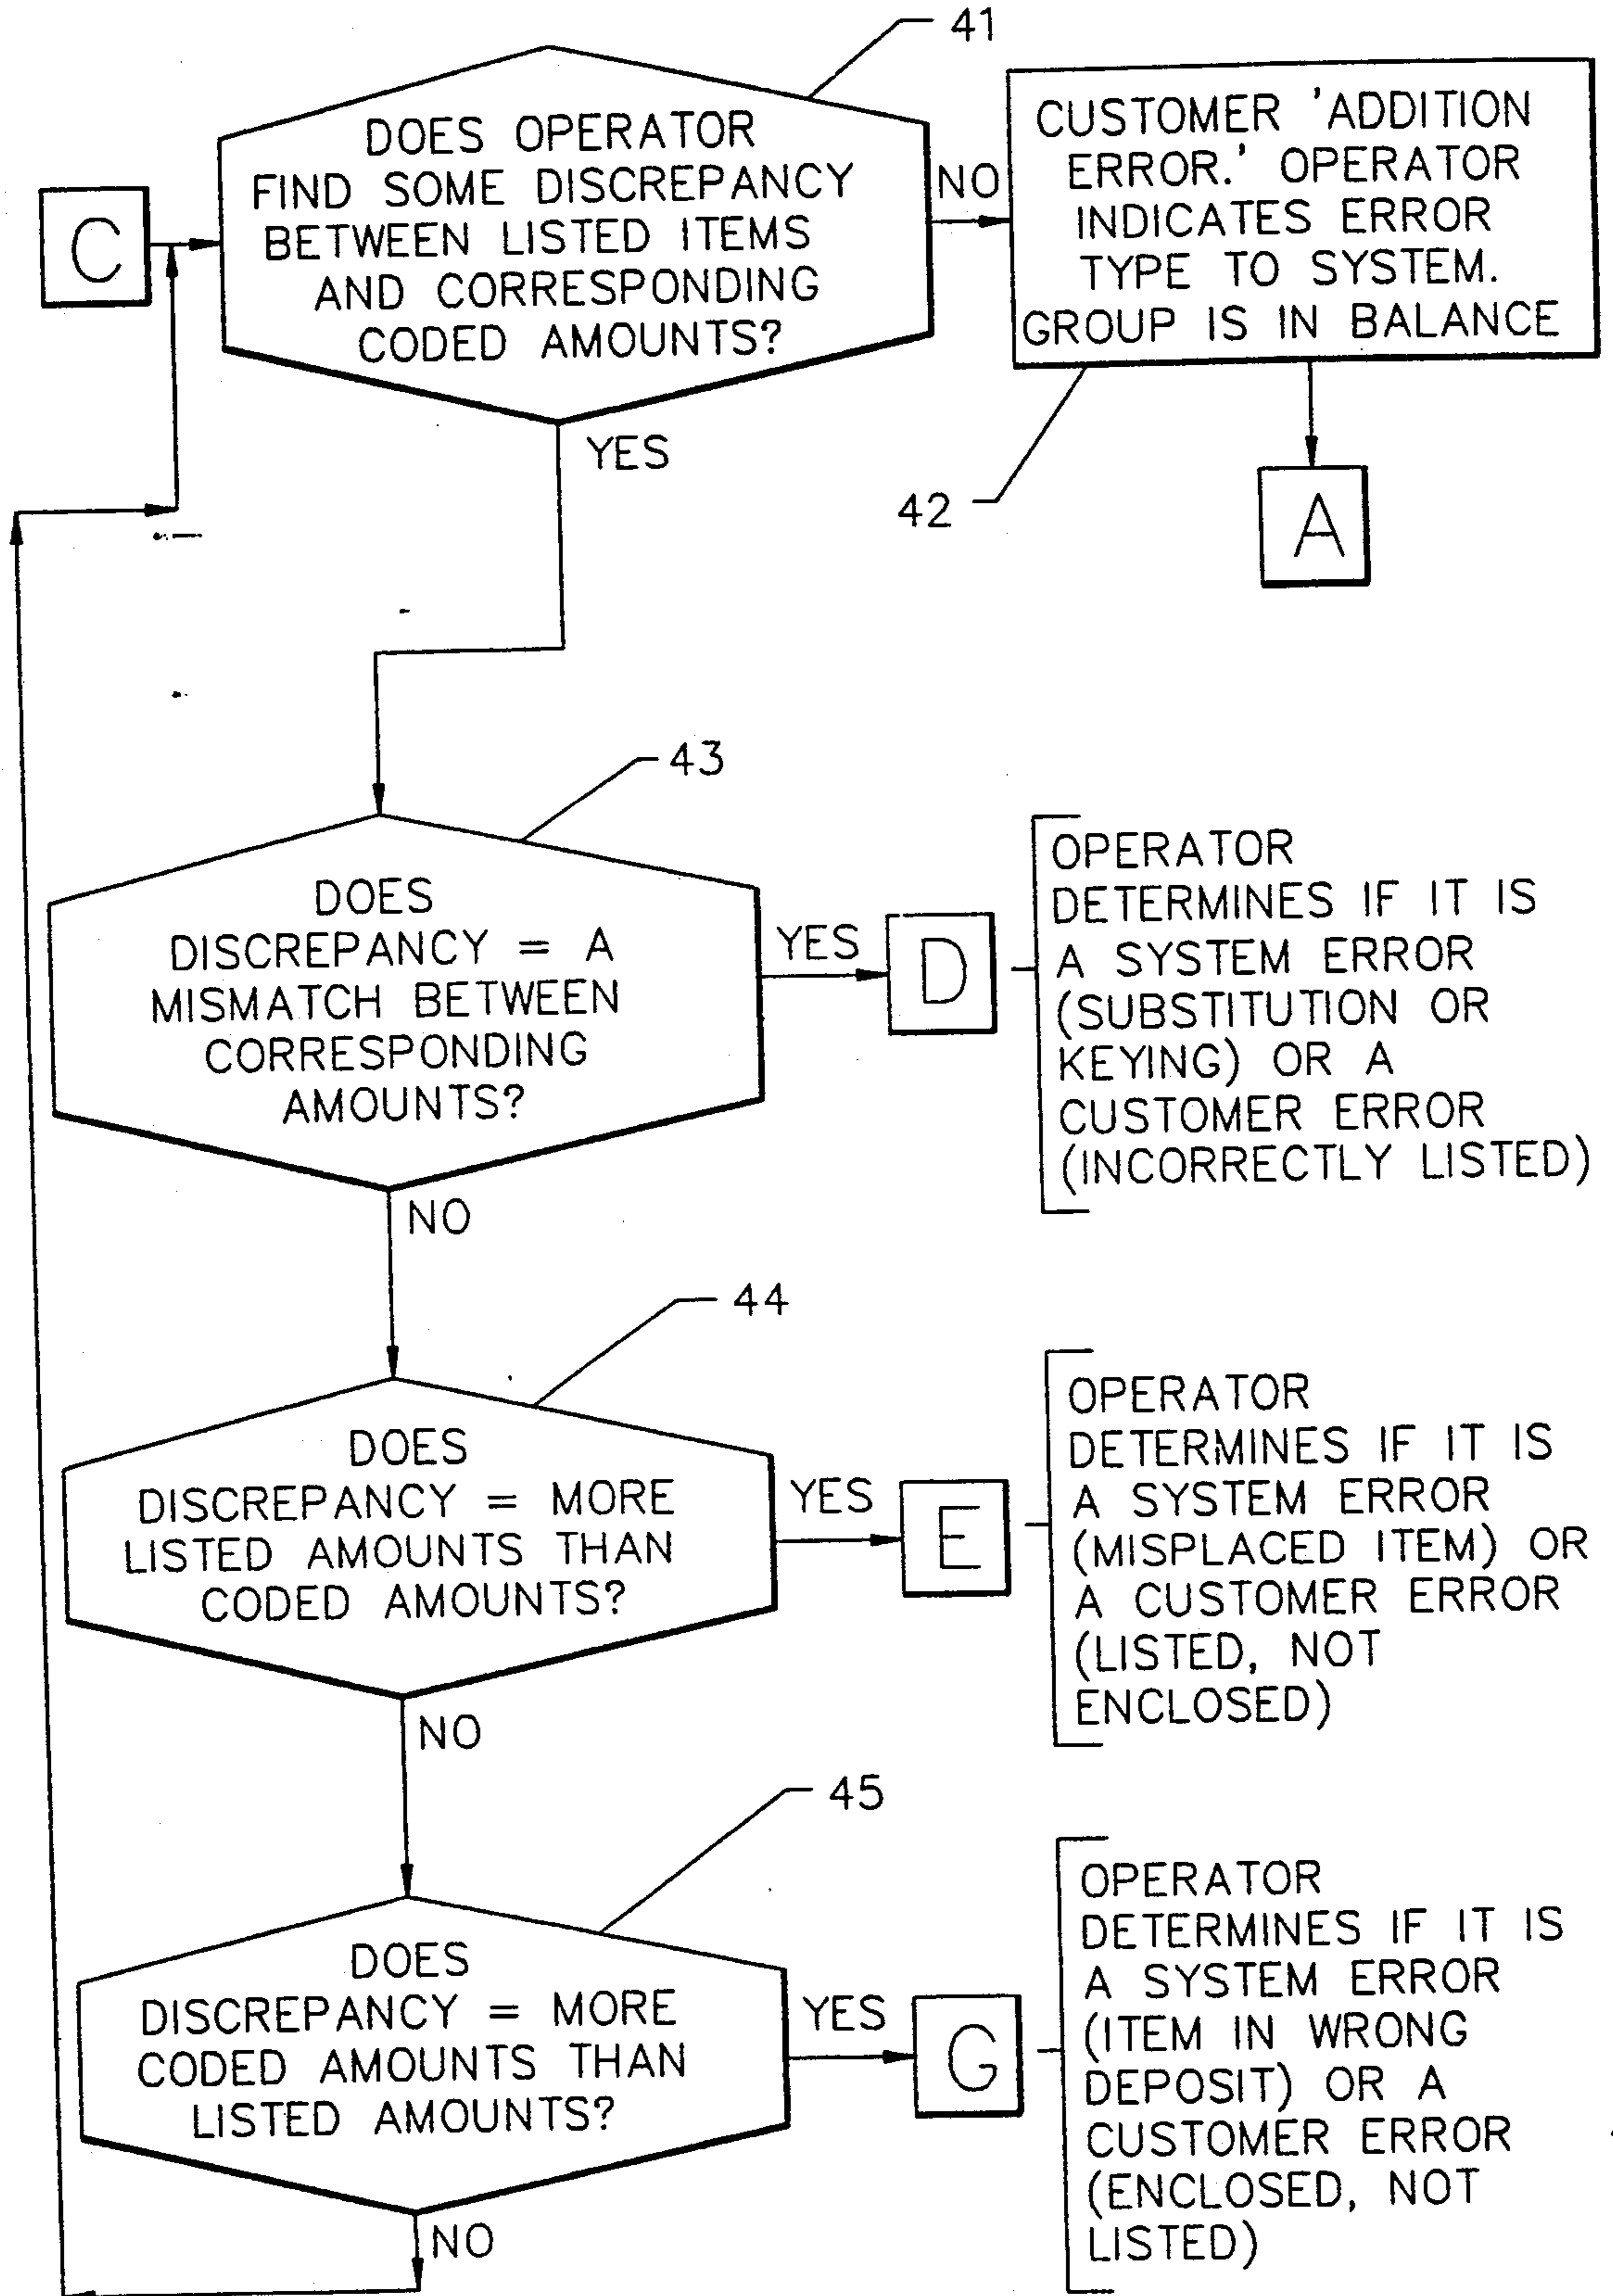 41
DOES OPERATOR
FIND SOME DISCREPANCY
BETWEEN LISTED ITEMS
AND CORRESPONDING
CODED AMOUNTS?
C
NO
CUSTOMER 'ADDITION
ERROR.' OPERATOR
INDICATES ERROR
TYPE TO SYSTEM.
GROUP IS IN BALANCE
YES
42
A
43
DOES
DISCREPANCY = A
MISMATCH BETWEEN
CORRESPONDING
AMOUNTS?
YES
D
OPERATOR
DETERMINES IF IT IS
A SYSTEM ERROR
(SUBSTITUTION OR
KEYING) OR A
CUSTOMER ERROR
(INCORRECTLY LISTED)
NO
44
DOES
DISCREPANCY = MORE
LISTED AMOUNTS THAN
CODED AMOUNTS?
YES
E
OPERATOR
DETERMINES IF IT IS
A SYSTEM ERROR
(MISPLACED ITEM) OR
A CUSTOMER ERROR
(LISTED, NOT
ENCLOSED)
NO
45
DOES
DISCREPANCY = MORE
CODED AMOUNTS THAN
LISTED AMOUNTS?
YES
G
OPERATOR
DETERMINES IF IT IS
A SYSTEM ERROR
(ITEM IN WRONG
DEPOSIT) OR A
CUSTOMER ERROR
(ENCLOSED, NOT
LISTED)
NO